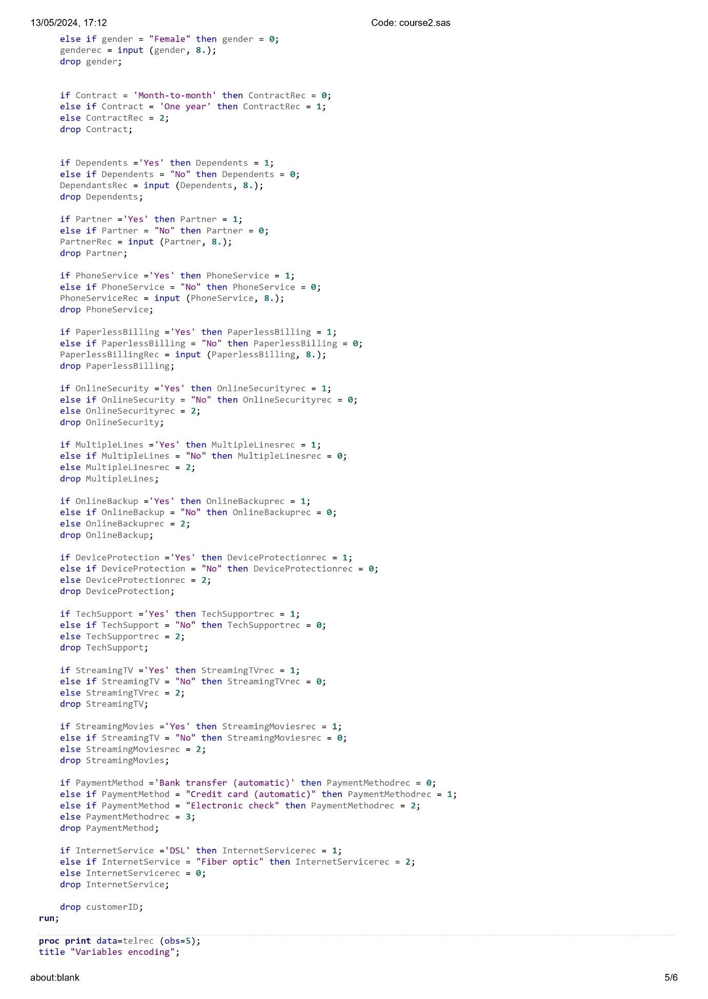 13/05/2024, 17:12 Code: course2.sas
else if gender = "Female" then gender = 0;
genderec = input (gender, 8.);
drop gender;
if Contract = 'Month-to-month' then ContractRec = 0;
else if Contract = 'One year' then ContractRec = 1;
else ContractRec = 2;
drop Contract;
if Dependents ='Yes' then Dependents = 1;
else if Dependents = "No" then Dependents = 0;
DependantsRec = input (Dependents, 8.);
drop Dependents;
if Partner ='Yes' then Partner = 1;
else if Partner = "No" then Partner = 0;
PartnerRec = input (Partner, 8.);
drop Partner;
if PhoneService ='Yes' then PhoneService = 1;
else if PhoneService = "No" then PhoneService = 0;
PhoneServiceRec = input (PhoneService, 8.);
drop PhoneService;
if PaperlessBilling ='Yes' then PaperlessBilling = 1;
else if PaperlessBilling = "No" then PaperlessBilling = 0;
PaperlessBillingRec = input (PaperlessBilling, 8.);
drop PaperlessBilling;
if OnlineSecurity ='Yes' then OnlineSecurityrec = 1;
else if OnlineSecurity = "No" then OnlineSecurityrec = 0;
else OnlineSecurityrec = 2;
drop OnlineSecurity;
if MultipleLines ='Yes' then MultipleLinesrec = 1;
else if MultipleLines = "No" then MultipleLinesrec = 0;
else MultipleLinesrec = 2;
drop MultipleLines;
if OnlineBackup ='Yes' then OnlineBackuprec = 1;
else if OnlineBackup = "No" then OnlineBackuprec = 0;
else OnlineBackuprec = 2;
drop OnlineBackup;
if DeviceProtection ='Yes' then DeviceProtectionrec = 1;
else if DeviceProtection = "No" then DeviceProtectionrec = 0;
else DeviceProtectionrec = 2;
drop DeviceProtection;
if TechSupport ='Yes' then TechSupportrec = 1;
else if TechSupport = "No" then TechSupportrec = 0;
else TechSupportrec = 2;
drop TechSupport;
if StreamingTV ='Yes' then StreamingTVrec = 1;
else if StreamingTV = "No" then StreamingTVrec = 0;
else StreamingTVrec = 2;
drop StreamingTV;
if StreamingMovies ='Yes' then StreamingMoviesrec = 1;
else if StreamingTV = "No" then StreamingMoviesrec = 0;
else StreamingMoviesrec = 2;
drop StreamingMovies;
if PaymentMethod ='Bank transfer (automatic)' then PaymentMethodrec = 0;
else if PaymentMethod = "Credit card (automatic)" then PaymentMethodrec = 1;
else if PaymentMethod = "Electronic check" then PaymentMethodrec = 2;
else PaymentMethodrec = 3;
drop PaymentMethod;
if InternetService ='DSL' then InternetServicerec = 1;
else if InternetService = "Fiber optic" then InternetServicerec = 2;
else InternetServicerec = 0;
drop InternetService;
drop customerID;
run;
proc print data=telrec (obs=5);
title "Variables encoding";
about:blank 5/6